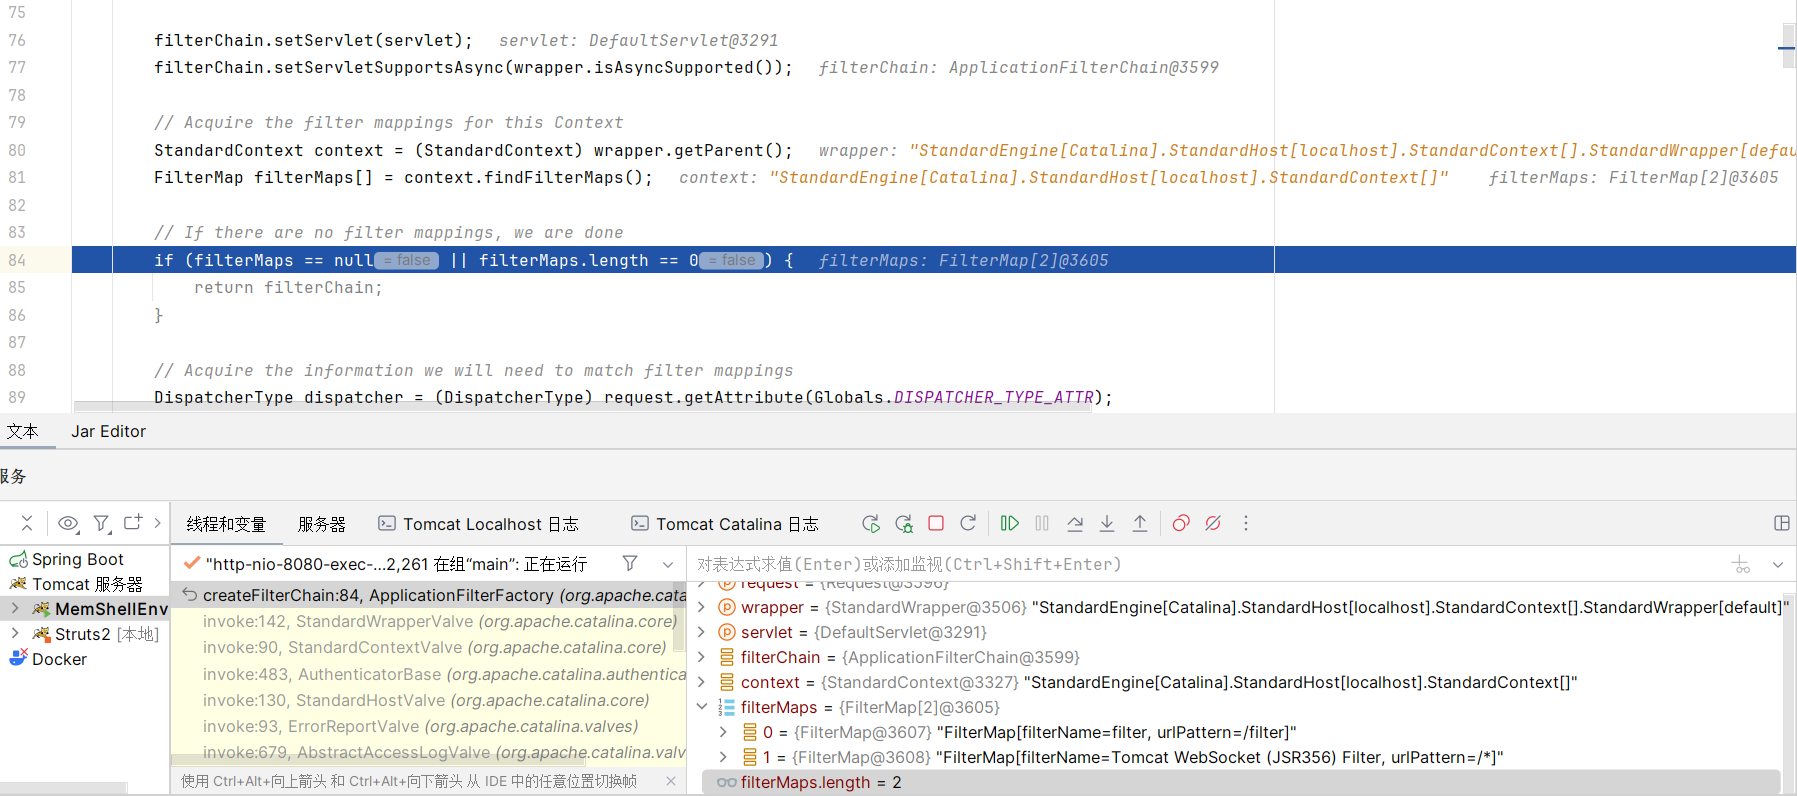 75
76 filterChain.setServlet(servlet); servlet: DefaultServlet@3291
77 filterChain.setServletSupportsAsync(wrapper.isAsyncSupported()); filterChain: ApplicationFilterChain@3599
78
79 // Acquire the filter mappings for this Context
80 StandardContext context = (StandardContext) wrapper.getParent(); wrapper: "StandardEngine[Catalina].StandardHost[localhost].StandardContext[].StandardWrapper[defau
81 FilterMap filterMaps[] = context.findFilterMaps(); context: "StandardEngine[Catalina].StandardHost[localhost].StandardContext[]" filterMaps: FilterMap[2]@3605
82
83 // If there are no filter mappings, we are done
84 if (filterMaps == null = false || filterMaps.length == 0 = false ) { filterMaps: FilterMap[2]@3605
85 return filterChain;
86 }
87
88 // Acquire the information we will need to match filter mappings
89 DispatcherType dispatcher = (DispatcherType) request.getAttribute(Globals.DISPATCHER_TYPE_ATTR);
文本 Jar Editor
服务
线程和变量 服务器 Tomcat Localhost 日志 Tomcat Catalina 日志
Spring Boot
Tomcat 服务器
MemShellEnv
Struts2 [本地]
Docker
"http-nio-8080-exec-...2,261 在组“main”: 正在运行
createFilterChain:84, ApplicationFilterFactory (org.apache.cata
invoke:142, StandardWrapperValve (org.apache.catalina.core)
invoke:90, StandardContextValve (org.apache.catalina.core)
invoke:483, AuthenticatorBase (org.apache.catalina.authentica
invoke:130, StandardHostValve (org.apache.catalina.core)
invoke:93, ErrorReportValve (org.apache.catalina.valves)
invoke:679, AbstractAccessLogValve (org.apache.catalina.valv
使用 Ctrl+Alt+向上箭头 和 Ctrl+Alt+向下箭头 从 IDE 中的任意位置切换帧
对表达式求值(Enter)或添加监视(Ctrl+Shift+Enter)
request = {Request@3596}
wrapper = {StandardWrapper@3506} "StandardEngine[Catalina].StandardHost[localhost].StandardContext[].StandardWrapper[default]"
servlet = {DefaultServlet@3291}
filterChain = {ApplicationFilterChain@3599}
context = {StandardContext@3327} "StandardEngine[Catalina].StandardHost[localhost].StandardContext[]"
filterMaps = {FilterMap[2]@3605}
0 = {FilterMap@3607} "FilterMap[filterName=filter, urlPattern=/filter]"
1 = {FilterMap@3608} "FilterMap[filterName=Tomcat WebSocket (JSR356) Filter, urlPattern=/*]"
filterMaps.length = 2